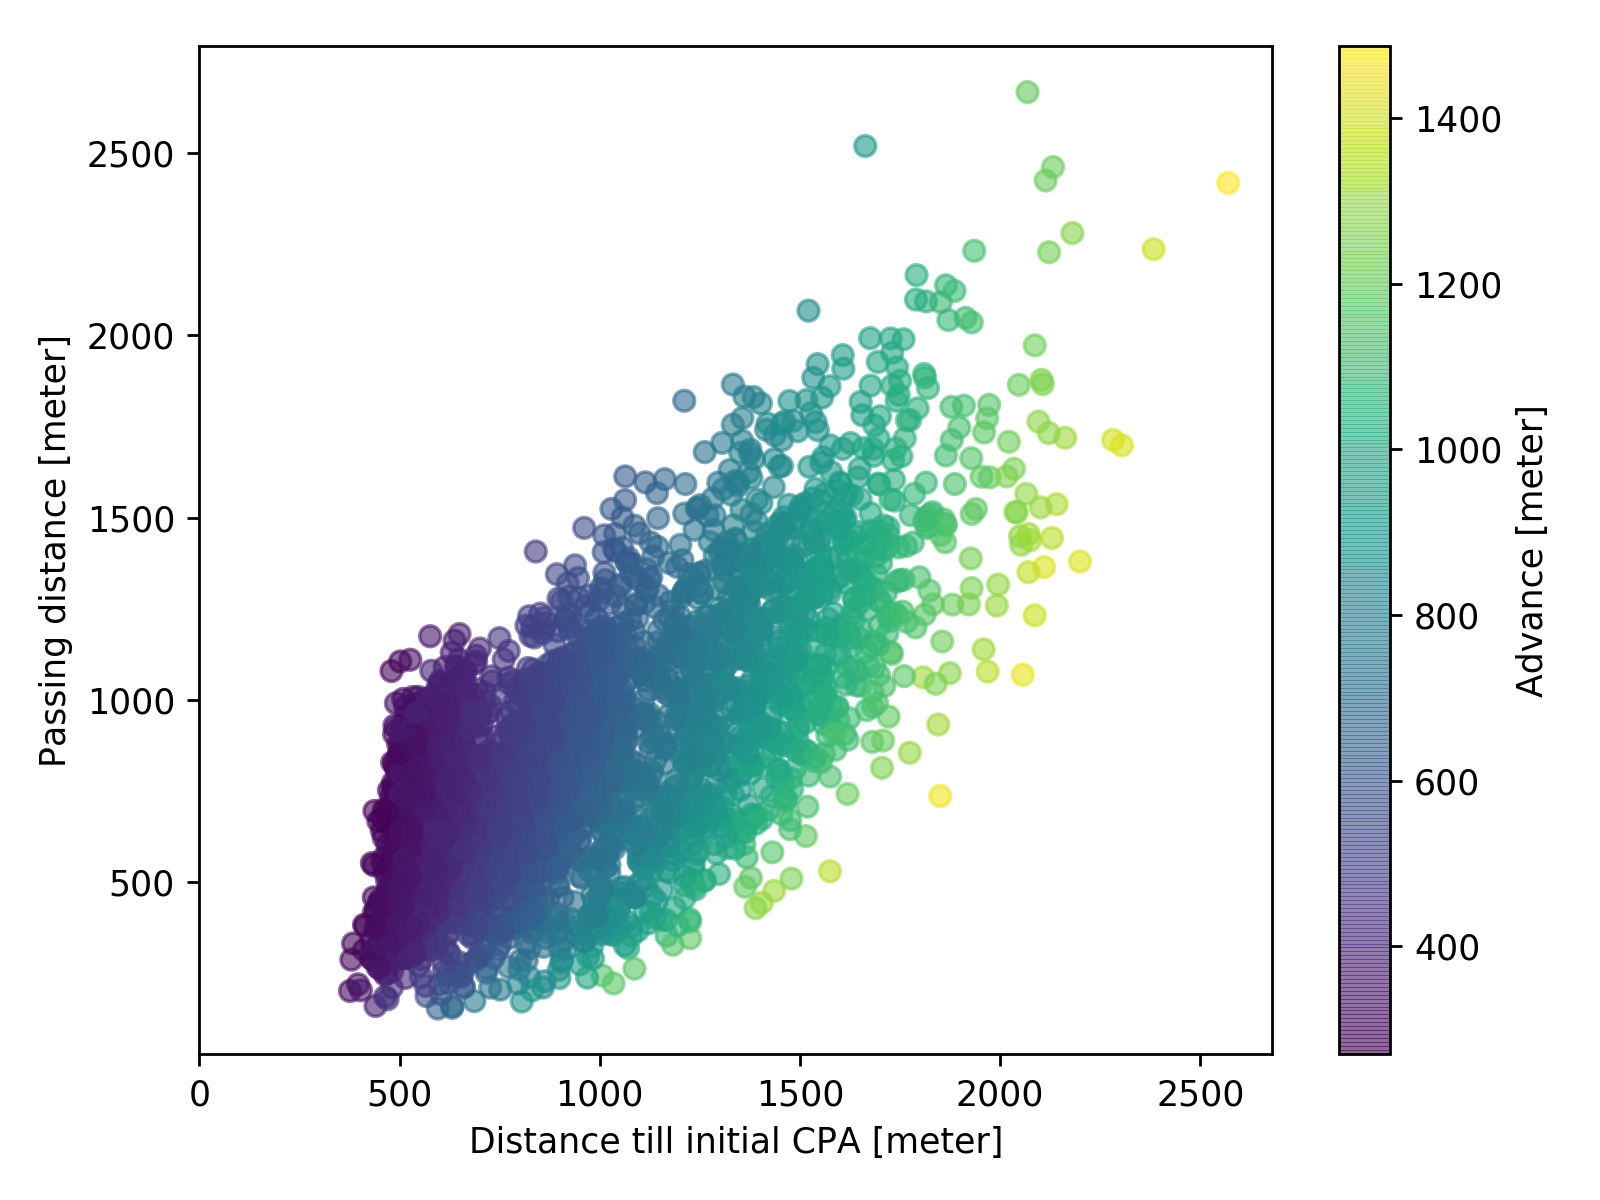 2500
2000
1500
1000
500
Passing distance [meter]
0 500 1000 1500 2000 2500
Distance till initial CPA [meter]
1400
1200
1000
800
600
400
Advance [meter]